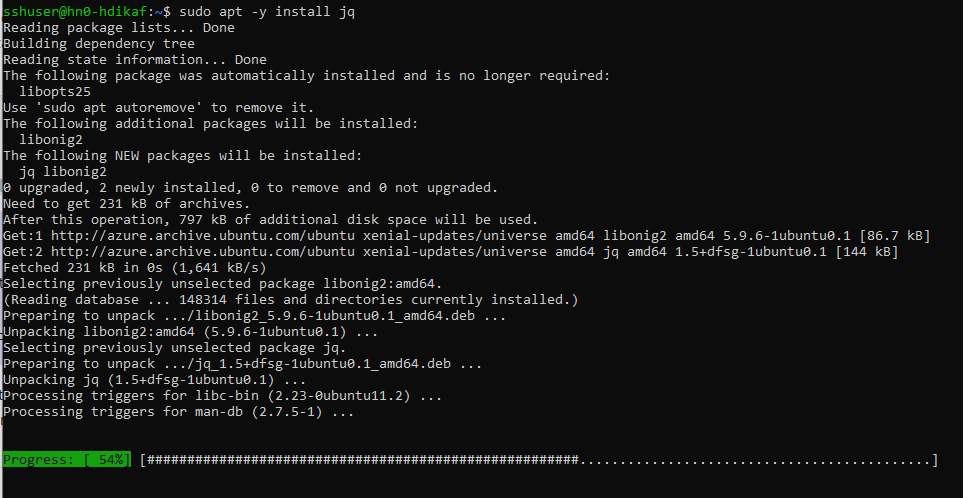 sshuser@hn0-hdikaf:~$ sudo apt -y install jq
Reading package lists... Done
Building dependency tree
Reading state information... Done
The following package was automatically installed and is no longer required:
  libopts25
Use 'sudo apt autoremove' to remove it.
The following additional packages will be installed:
  libonig2
The following NEW packages will be installed:
  jq libonig2
0 upgraded, 2 newly installed, 0 to remove and 0 not upgraded.
Need to get 231 kB of archives.
After this operation, 797 kB of additional disk space will be used.
Get:1 http://azure.archive.ubuntu.com/ubuntu xenial-updates/universe amd64 libonig2 amd64 5.9.6-1ubuntu0.1 [86.7 kB]
Get:2 http://azure.archive.ubuntu.com/ubuntu xenial-updates/universe amd64 jq amd64 1.5+dfsg-1ubuntu0.1 [144 kB]
Fetched 231 kB in 0s (1,641 kB/s)
Selecting previously unselected package libonig2:amd64.
(Reading database ... 148314 files and directories currently installed.)
Preparing to unpack .../libonig2_5.9.6-1ubuntu0.1_amd64.deb ...
Unpacking libonig2:amd64 (5.9.6-1ubuntu0.1) ...
Selecting previously unselected package jq.
Preparing to unpack .../jq_1.5+dfsg-1ubuntu0.1_amd64.deb ...
Unpacking jq (1.5+dfsg-1ubuntu0.1) ...
Processing triggers for libc-bin (2.23-0ubuntu11.2) ...
Processing triggers for man-db (2.7.5-1) ...
Progress: [ 54%] [######################################################............................................]